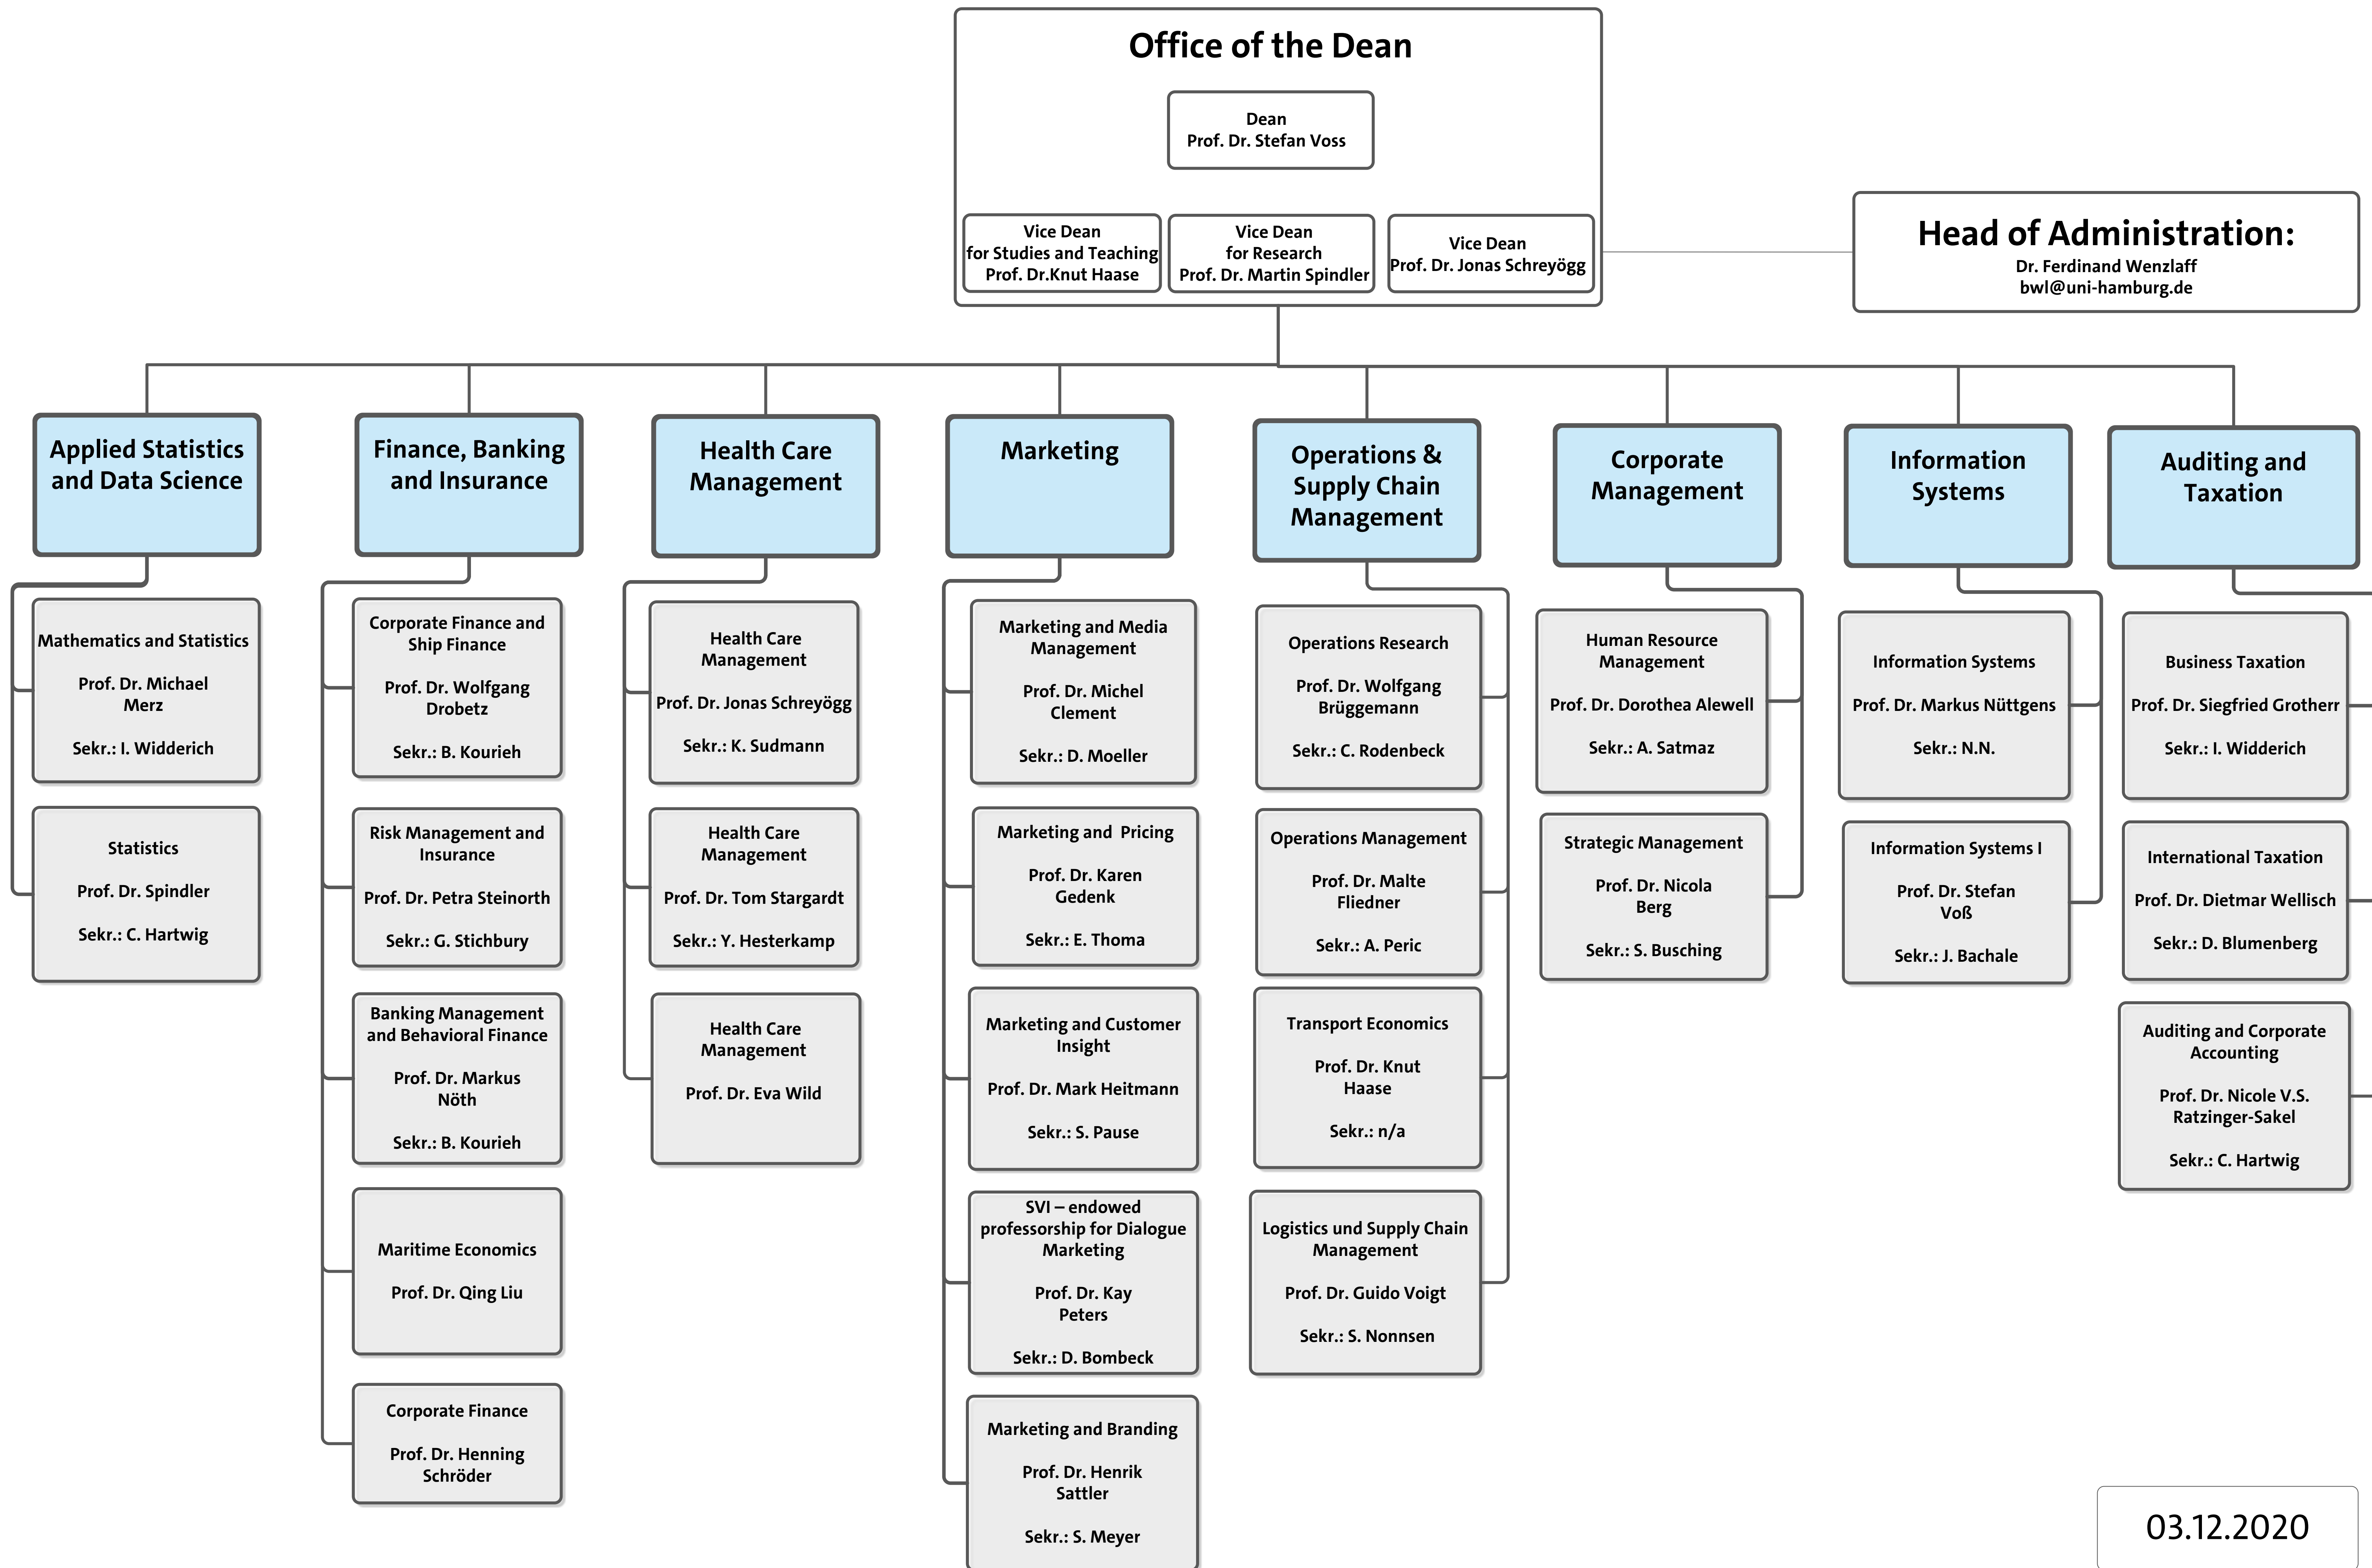 Office of the Dean
Dean
Prof. Dr. Stefan Voss
Vice Dean
for Studies and Teaching
Prof. Dr.Knut Haase
Vice Dean
for Research
Prof. Dr. Martin Spindler
Vice Dean
Prof. Dr. Jonas Schreyögg
Head of Administration:
Dr. Ferdinand Wenzlaff
bwl@uni-hamburg.de
Applied Statistics
and Data Science
Mathematics and Statistics
Prof. Dr. Michael
Merz
Sekr.: I. Widderich
Statistics
Prof. Dr. Spindler
Sekr.: C. Hartwig
Finance, Banking
and Insurance
Corporate Finance and
Ship Finance
Prof. Dr. Wolfgang
Drobetz
Sekr.: B. Kourieh
Risk Management and
Insurance
Prof. Dr. Petra Steinorth
Sekr.: G. Stichbury
Banking Management
and Behavioral Finance
Prof. Dr. Markus
Nöth
Sekr.: B. Kourieh
Maritime Economics
Prof. Dr. Qing Liu
Corporate Finance
Prof. Dr. Henning
Schröder
Health Care
Management
Health Care
Management
Prof. Dr. Jonas Schreyögg
Sekr.: K. Sudmann
Health Care
Management
Prof. Dr. Tom Stargardt
Sekr.: Y. Hesterkamp
Health Care
Management
Prof. Dr. Eva Wild
Marketing
Marketing and Media
Management
Prof. Dr. Michel
Clement
Sekr.: D. Moeller
Marketing and  Pricing
Prof. Dr. Karen
Gedenk
Sekr.: E. Thoma
Marketing and Customer
Insight
Prof. Dr. Mark Heitmann
Sekr.: S. Pause
SVI – endowed
professorship for Dialogue
Marketing
Prof. Dr. Kay
Peters
Sekr.: D. Bombeck
Marketing and Branding
Prof. Dr. Henrik
Sattler
Sekr.: S. Meyer
Operations &
Supply Chain
Management
Operations Research
Prof. Dr. Wolfgang
Brüggemann
Sekr.: C. Rodenbeck
Operations Management
Prof. Dr. Malte
Fliedner
Sekr.: A. Peric
Transport Economics
Prof. Dr. Knut
Haase
Sekr.: n/a
Logistics und Supply Chain
Management
Prof. Dr. Guido Voigt
Sekr.: S. Nonnsen
Corporate
Management
Human Resource
Management
Prof. Dr. Dorothea Alewell
Sekr.: A. Satmaz
Strategic Management
Prof. Dr. Nicola
Berg
Sekr.: S. Busching
Information
Systems
Information Systems
Prof. Dr. Markus Nüttgens
Sekr.: N.N.
Information Systems I
Prof. Dr. Stefan
Voß
Sekr.: J. Bachale
Auditing and
Taxation
Business Taxation
Prof. Dr. Siegfried Grotherr
Sekr.: I. Widderich
International Taxation
Prof. Dr. Dietmar Wellisch
Sekr.: D. Blumenberg
Auditing and Corporate
Accounting
Prof. Dr. Nicole V.S.
Ratzinger-Sakel
Sekr.: C. Hartwig
03.12.2020